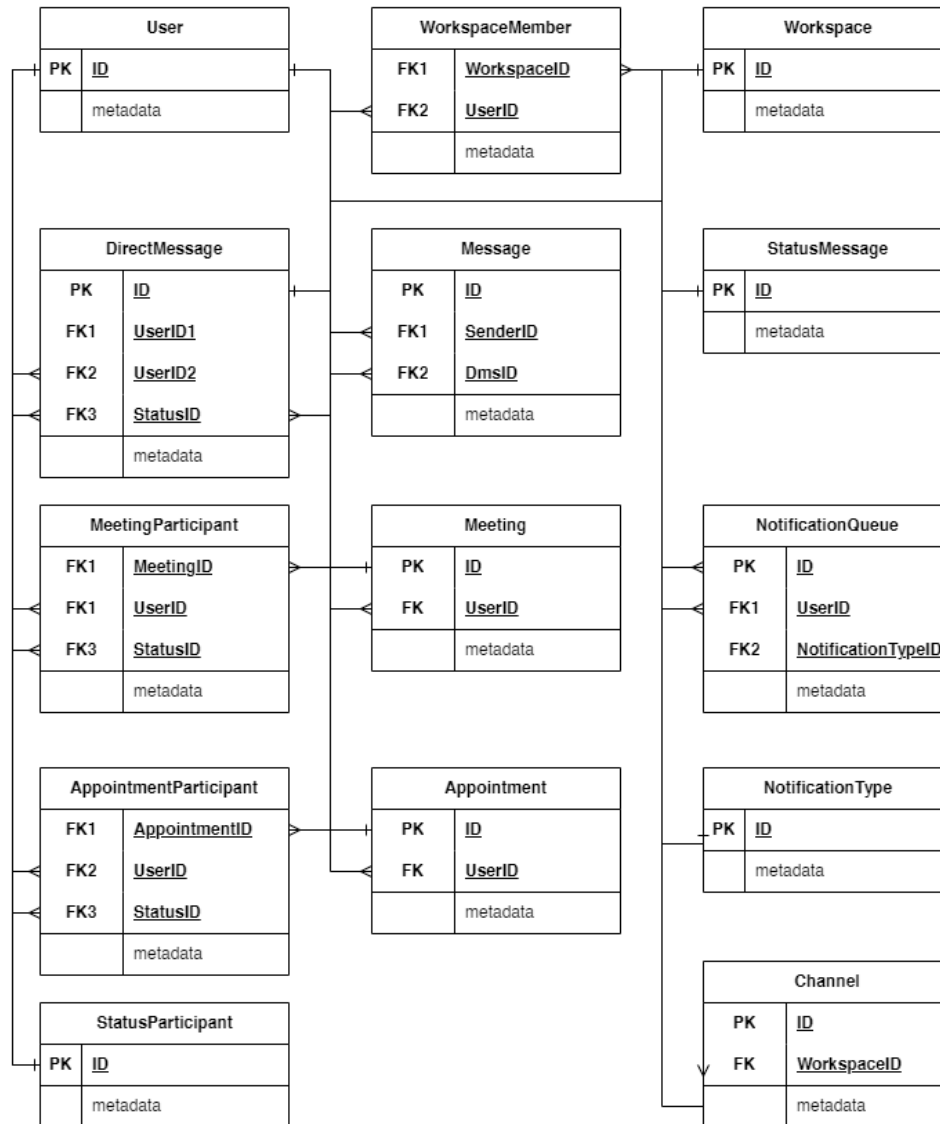 User
PK ID
metadata
WorkspaceMember
FK1 WorkspaceID
FK2 UserID
metadata
Workspace
PK ID
metadata
DirectMessage
PK ID
FK1 UserID1
FK2 UserID2
FK3 StatusID
metadata
Message
PK ID
FK1 SenderID
FK2 DmsID
metadata
StatusMessage
PK ID
metadata
MeetingParticipant
FK1 MeetingID
FK1 UserID
FK3 StatusID
metadata
Meeting
PK ID
FK UserID
metadata
NotificationQueue
PK ID
FK1 UserID
FK2 NotificationTypeID
metadata
AppointmentParticipant
FK1 AppointmentID
FK2 UserID
FK3 StatusID
metadata
Appointment
PK ID
FK UserID
metadata
NotificationType
PK ID
metadata
StatusParticipant
PK ID
metadata
Channel
PK ID
FK WorkspaceID
metadata